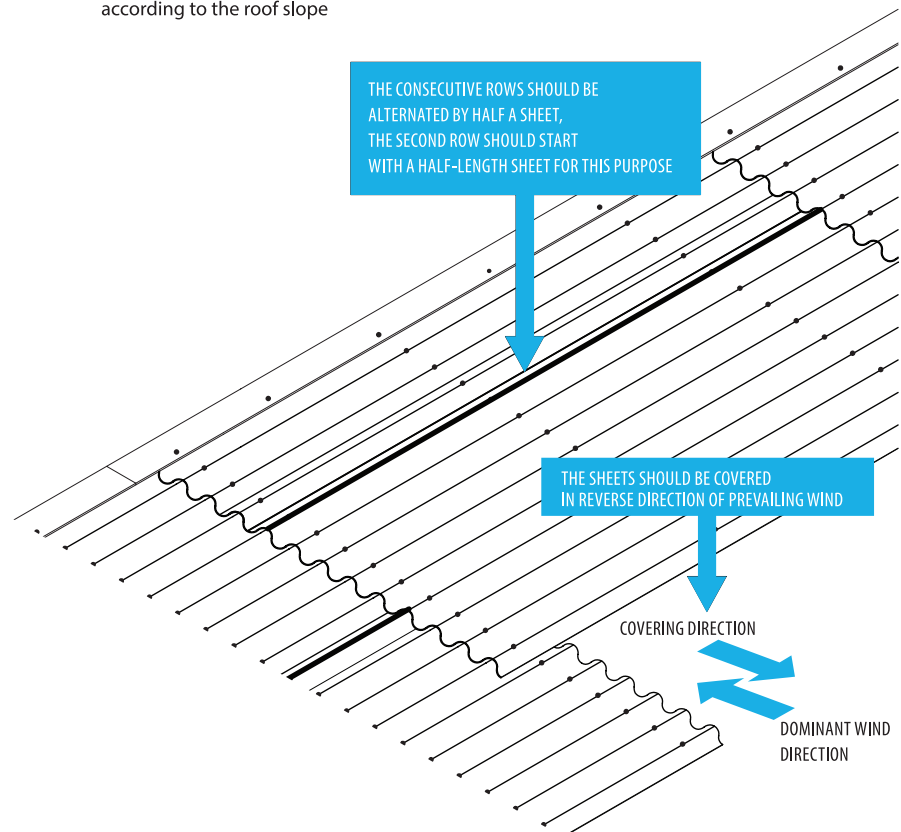 according to the roof slope
THE CONSECUTIVE ROWS SHOULD BE
ALTERNATED BY HALF A SHEET,
THE SECOND ROW SHOULD START
WITH A HALF-LENGTH SHEET FOR THIS PURPOSE
THE SHEETS SHOULD BE COVERED
IN REVERSE DIRECTION OF PREVAILING WIND
COVERING DIRECTION
DOMINANT WIND
DIRECTION